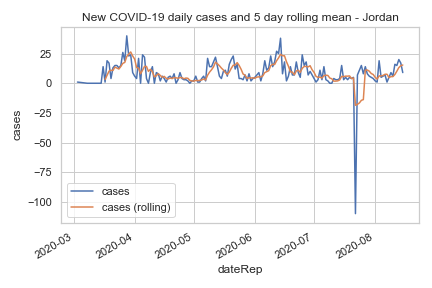 New COVID-19 daily cases and 5 day rolling mean - Jordan
25
0
−25
−50
−75
−100
cases
cases
cases (rolling)
2020-03
2020-04
2020-05
2020-06
2020-07
2020-08
dateRep